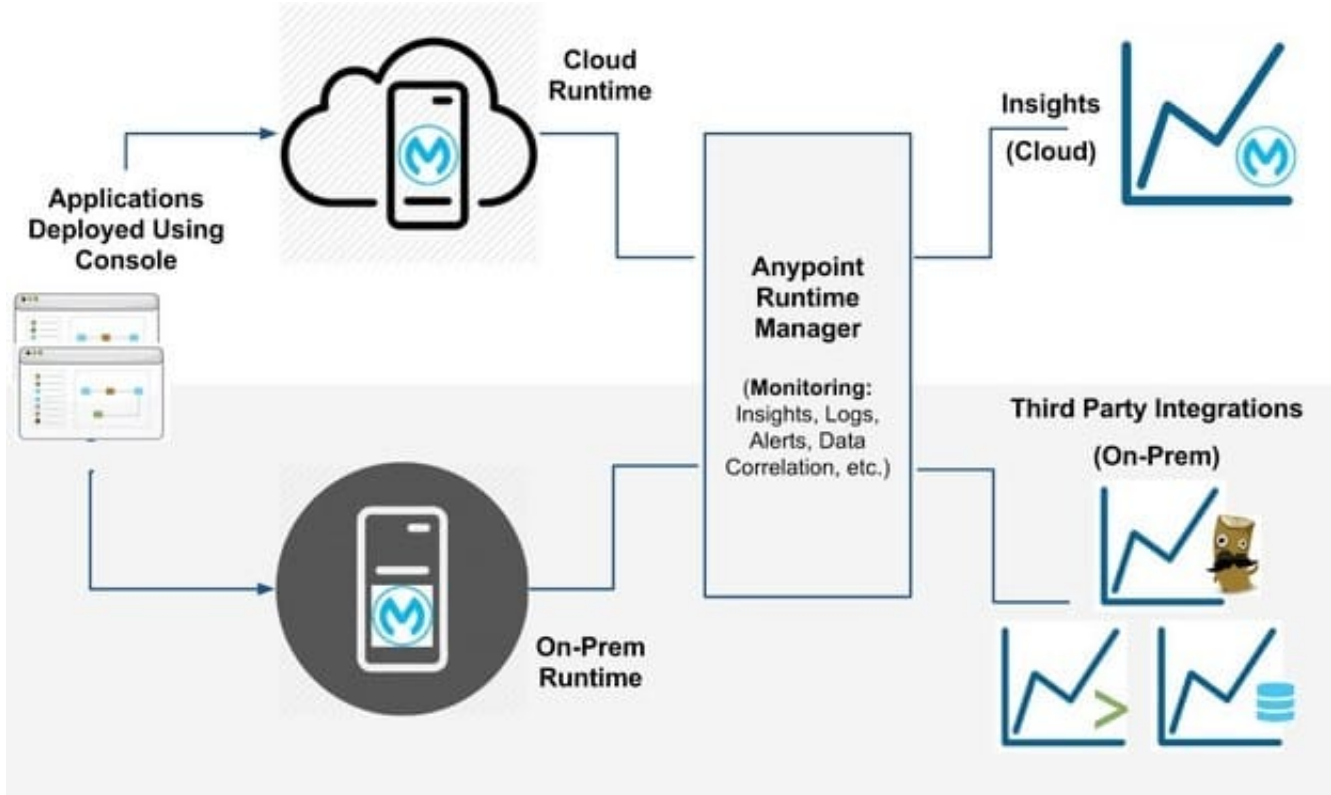 Cloud
Runtime
Insights
(Cloud)
Applications
Deployed Using
Console
Anypoint
Runtime
Manager
(Monitoring:
Insights, Logs,
Alerts, Data
Correlation, etc.)
Third Party Integrations
(On-Prem)
On-Prem
Runtime